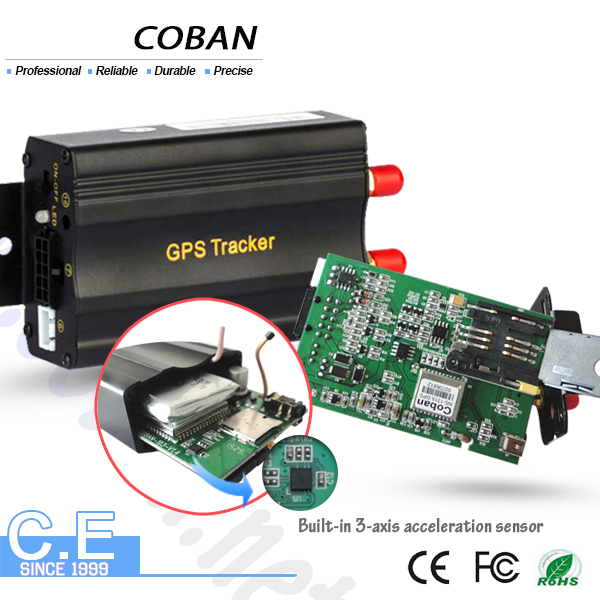 COBAN
Professional Reliable Durable Precise
ON-OFF LED
GPS Tracker
Coban
Built-in 3-axis acceleration sensor
C.E
SINCE 1999
CE FC RoHS